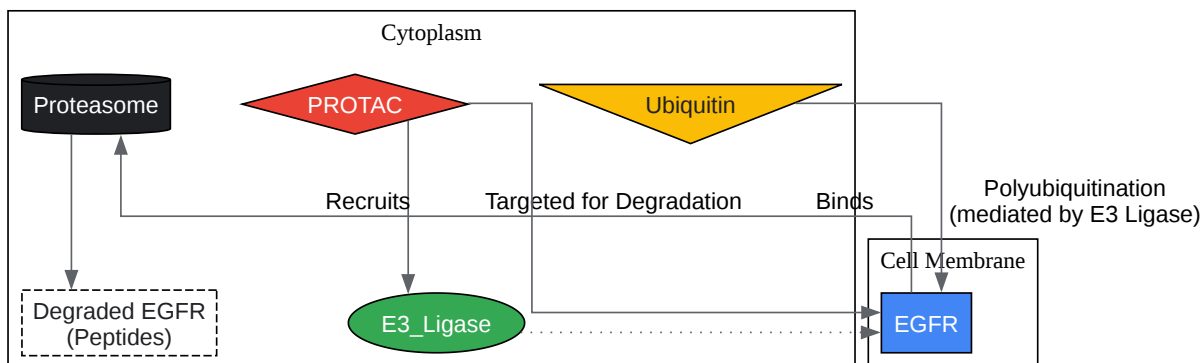 Cytoplasm
Proteasome
PROTAC
Ubiquitin
Recruits
Targeted for Degradation
Binds
Polyubiquitination
(mediated by E3 Ligase)
Cell Membrane
Degraded EGFR
(Peptides)
E3_Ligase
EGFR